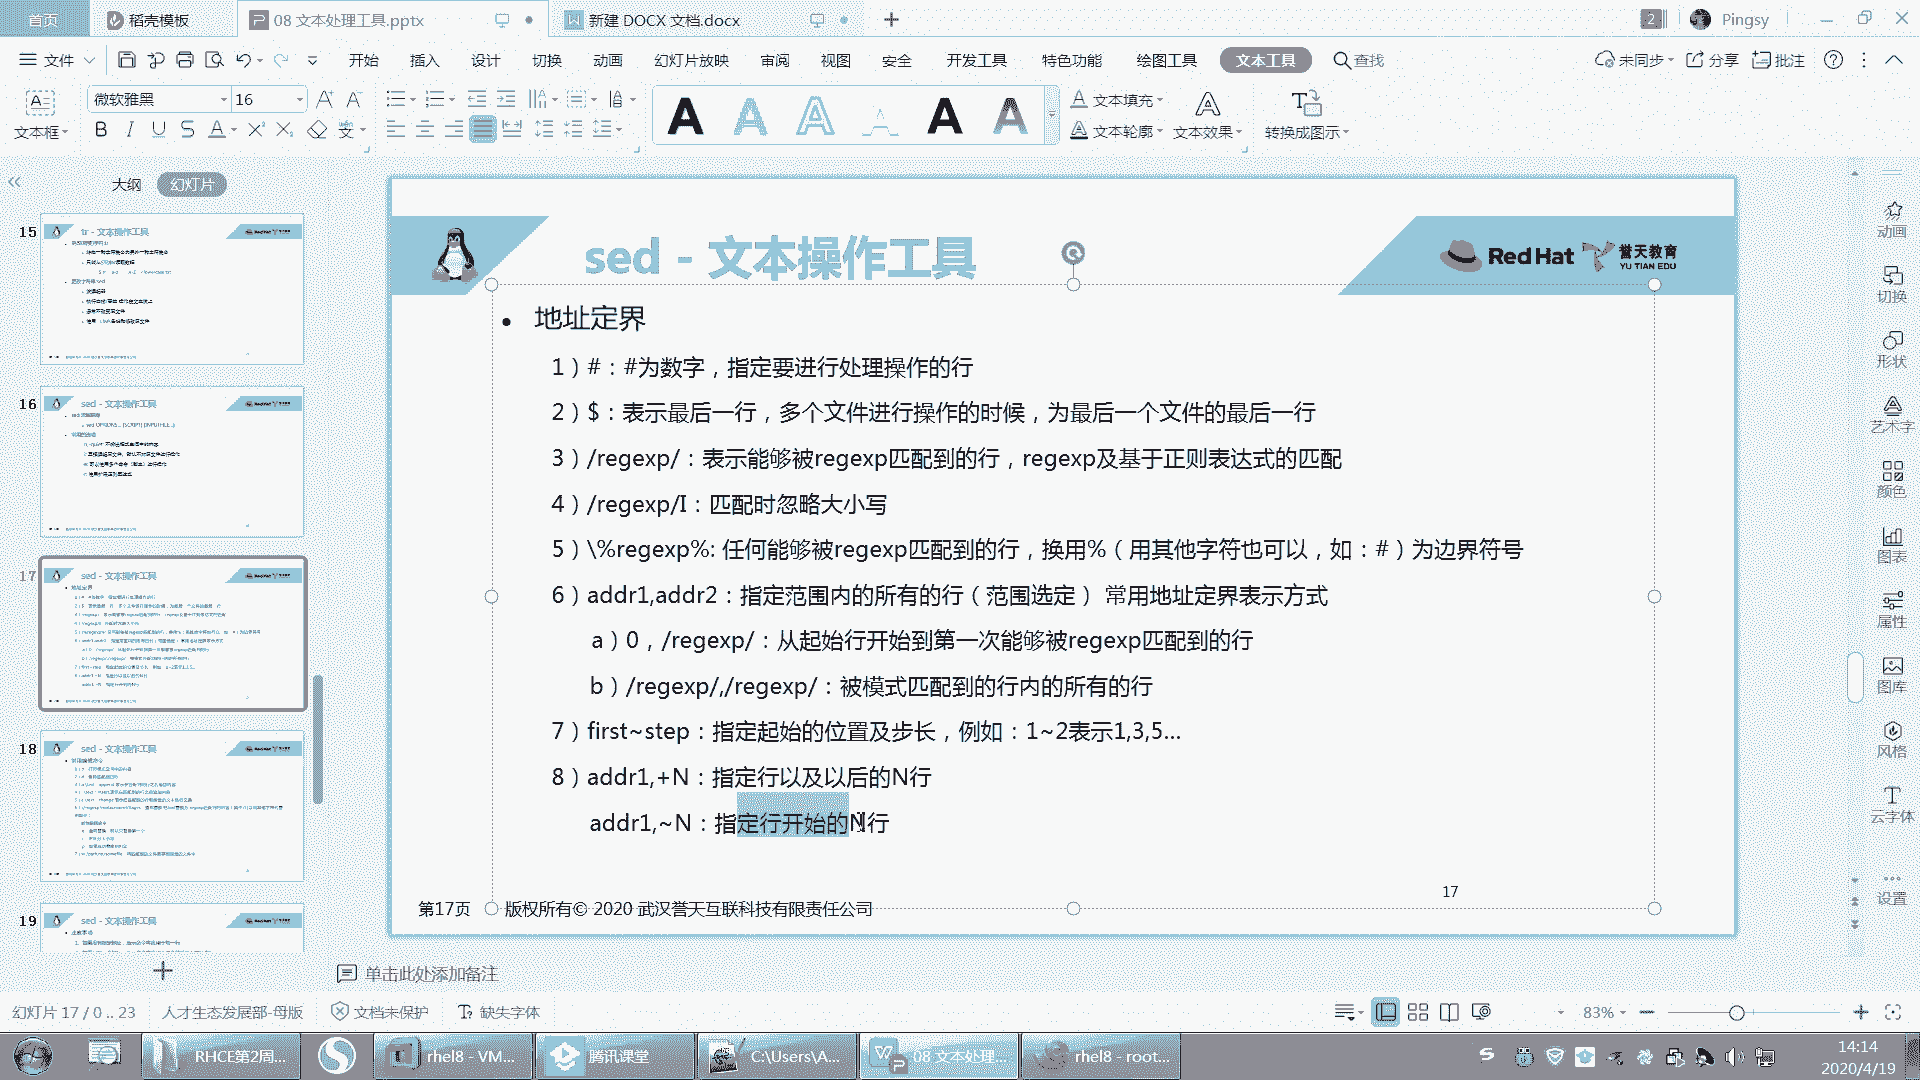 首页
稻壳模板
08 文本处理工具.pptx
新建 DOCX 文档.docx
2
Pingsy
文件
开始
插入
设计
切换
动画
幻灯片放映
审阅
视图
安全
开发工具
特色功能
绘图工具
文本工具
查找
未同步
分享
批注
文本框
微软雅黑
16
文本填充
文本轮廓
文本效果
转换成图示
大纲
幻灯片
15
tr - 文本操作工具
16
sed - 文本操作工具
17
sed - 文本操作工具
地址定界
18
sed - 文本操作工具
19
sed - 文本操作工具
sed - 文本操作工具
RedHat
誉天教育
YU TIAN EDU
• 地址定界
1）#：#为数字，指定要进行处理操作的行
2）$：表示最后一行，多个文件进行操作的时候，为最后一个文件的最后一行
3）/regexp/：表示能够被regexp匹配到的行，regexp及基于正则表达式的匹配
4）/regexp/I：匹配时忽略大小写
5）\%regexp%: 任何能够被regexp匹配到的行，换用%（用其他字符也可以，如：#）为边界符号
6）addr1,addr2：指定范围内的所有的行（范围选定） 常用地址定界表示方式
a）0，/regexp/：从起始行开始到第一次能够被regexp匹配到的行
b）/regexp/,/regexp/：被模式匹配到的行内的所有的行
7）first~step：指定起始的位置及步长，例如：1~2表示1,3,5...
8）addr1,+N：指定行以及以后的N行
addr1,~N：指定行开始的N行
17
第17页
版权所有© 2020 武汉誉天互联科技有限责任公司
动画
切换
形状
艺术字
颜色
图表
属性
图库
风格
云字体
设置
单击此处添加备注
幻灯片 17 / 0 .. 23
人才生态发展部-母版
文档未保护
缺失字体
83%
RHCE第2周...
rhel8 - VM...
腾讯课堂
C:\Users\A...
08 文本处理...
rhel8 - root...
14:14
2020/4/19